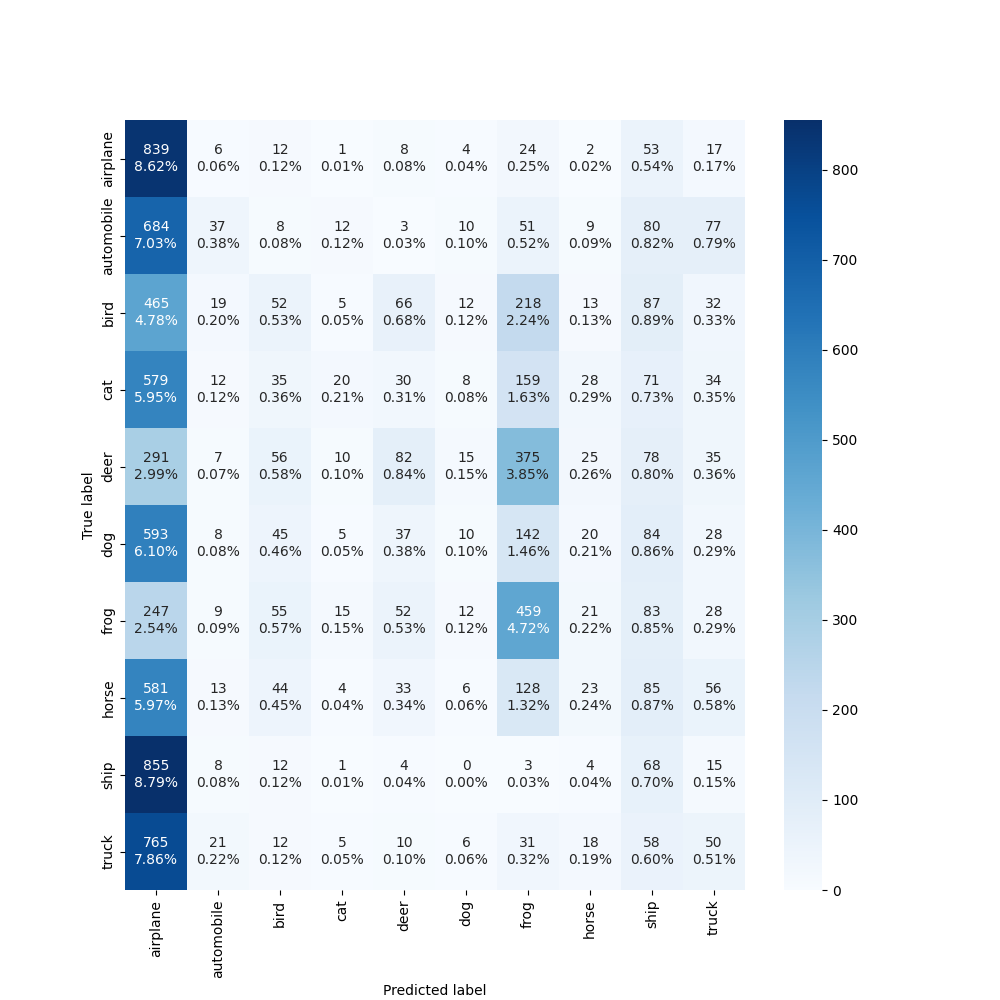 airplane 839 6 12 1 8 4 24 2 53 17
8.62% 0.06% 0.12% 0.01% 0.08% 0.04% 0.25% 0.02% 0.54% 0.17%
automobile 684 37 8 12 3 10 51 9 80 77
7.03% 0.38% 0.08% 0.12% 0.03% 0.10% 0.52% 0.09% 0.82% 0.79%
bird 465 19 52 5 66 12 218 13 87 32
4.78% 0.20% 0.53% 0.05% 0.68% 0.12% 2.24% 0.13% 0.89% 0.33%
cat 579 12 35 20 30 8 159 28 71 34
5.95% 0.12% 0.36% 0.21% 0.31% 0.08% 1.63% 0.29% 0.73% 0.35%
deer 291 7 56 10 82 15 375 25 78 35
2.99% 0.07% 0.58% 0.10% 0.84% 0.15% 3.85% 0.26% 0.80% 0.36%
dog 593 8 45 5 37 10 142 20 84 28
6.10% 0.08% 0.46% 0.05% 0.38% 0.10% 1.46% 0.21% 0.86% 0.29%
frog 247 9 55 15 52 12 459 21 83 28
2.54% 0.09% 0.57% 0.15% 0.53% 0.12% 4.72% 0.22% 0.85% 0.29%
horse 581 13 44 4 33 6 128 23 85 56
5.97% 0.13% 0.45% 0.04% 0.34% 0.06% 1.32% 0.24% 0.87% 0.58%
ship 855 8 12 1 4 0 3 4 68 15
8.79% 0.08% 0.12% 0.01% 0.04% 0.00% 0.03% 0.04% 0.70% 0.15%
truck 765 21 12 5 10 6 31 18 58 50
7.86% 0.22% 0.12% 0.05% 0.10% 0.06% 0.32% 0.19% 0.60% 0.51%
True label
airplane automobile bird cat deer dog frog horse ship truck
Predicted label
800
700
600
500
400
300
200
100
0